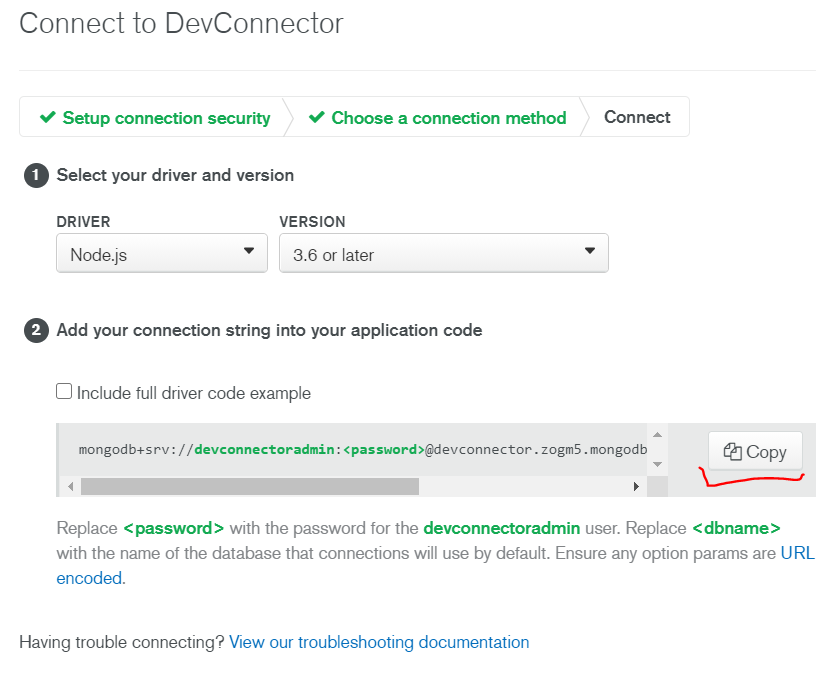 Connect to DevConnector
Setup connection security
Choose a connection method
Connect
1 Select your driver and version
DRIVER
VERSION
Node.js
3.6 or later
2 Add your connection string into your application code
Include full driver code example
mongodb+srv://devconnectoradmin:<password>@devconnector.zogm5.mongodb
Copy
Replace <password> with the password for the devconnectoradmin user. Replace <dbname>
with the name of the database that connections will use by default. Ensure any option params are URL
encoded.
Having trouble connecting? View our troubleshooting documentation